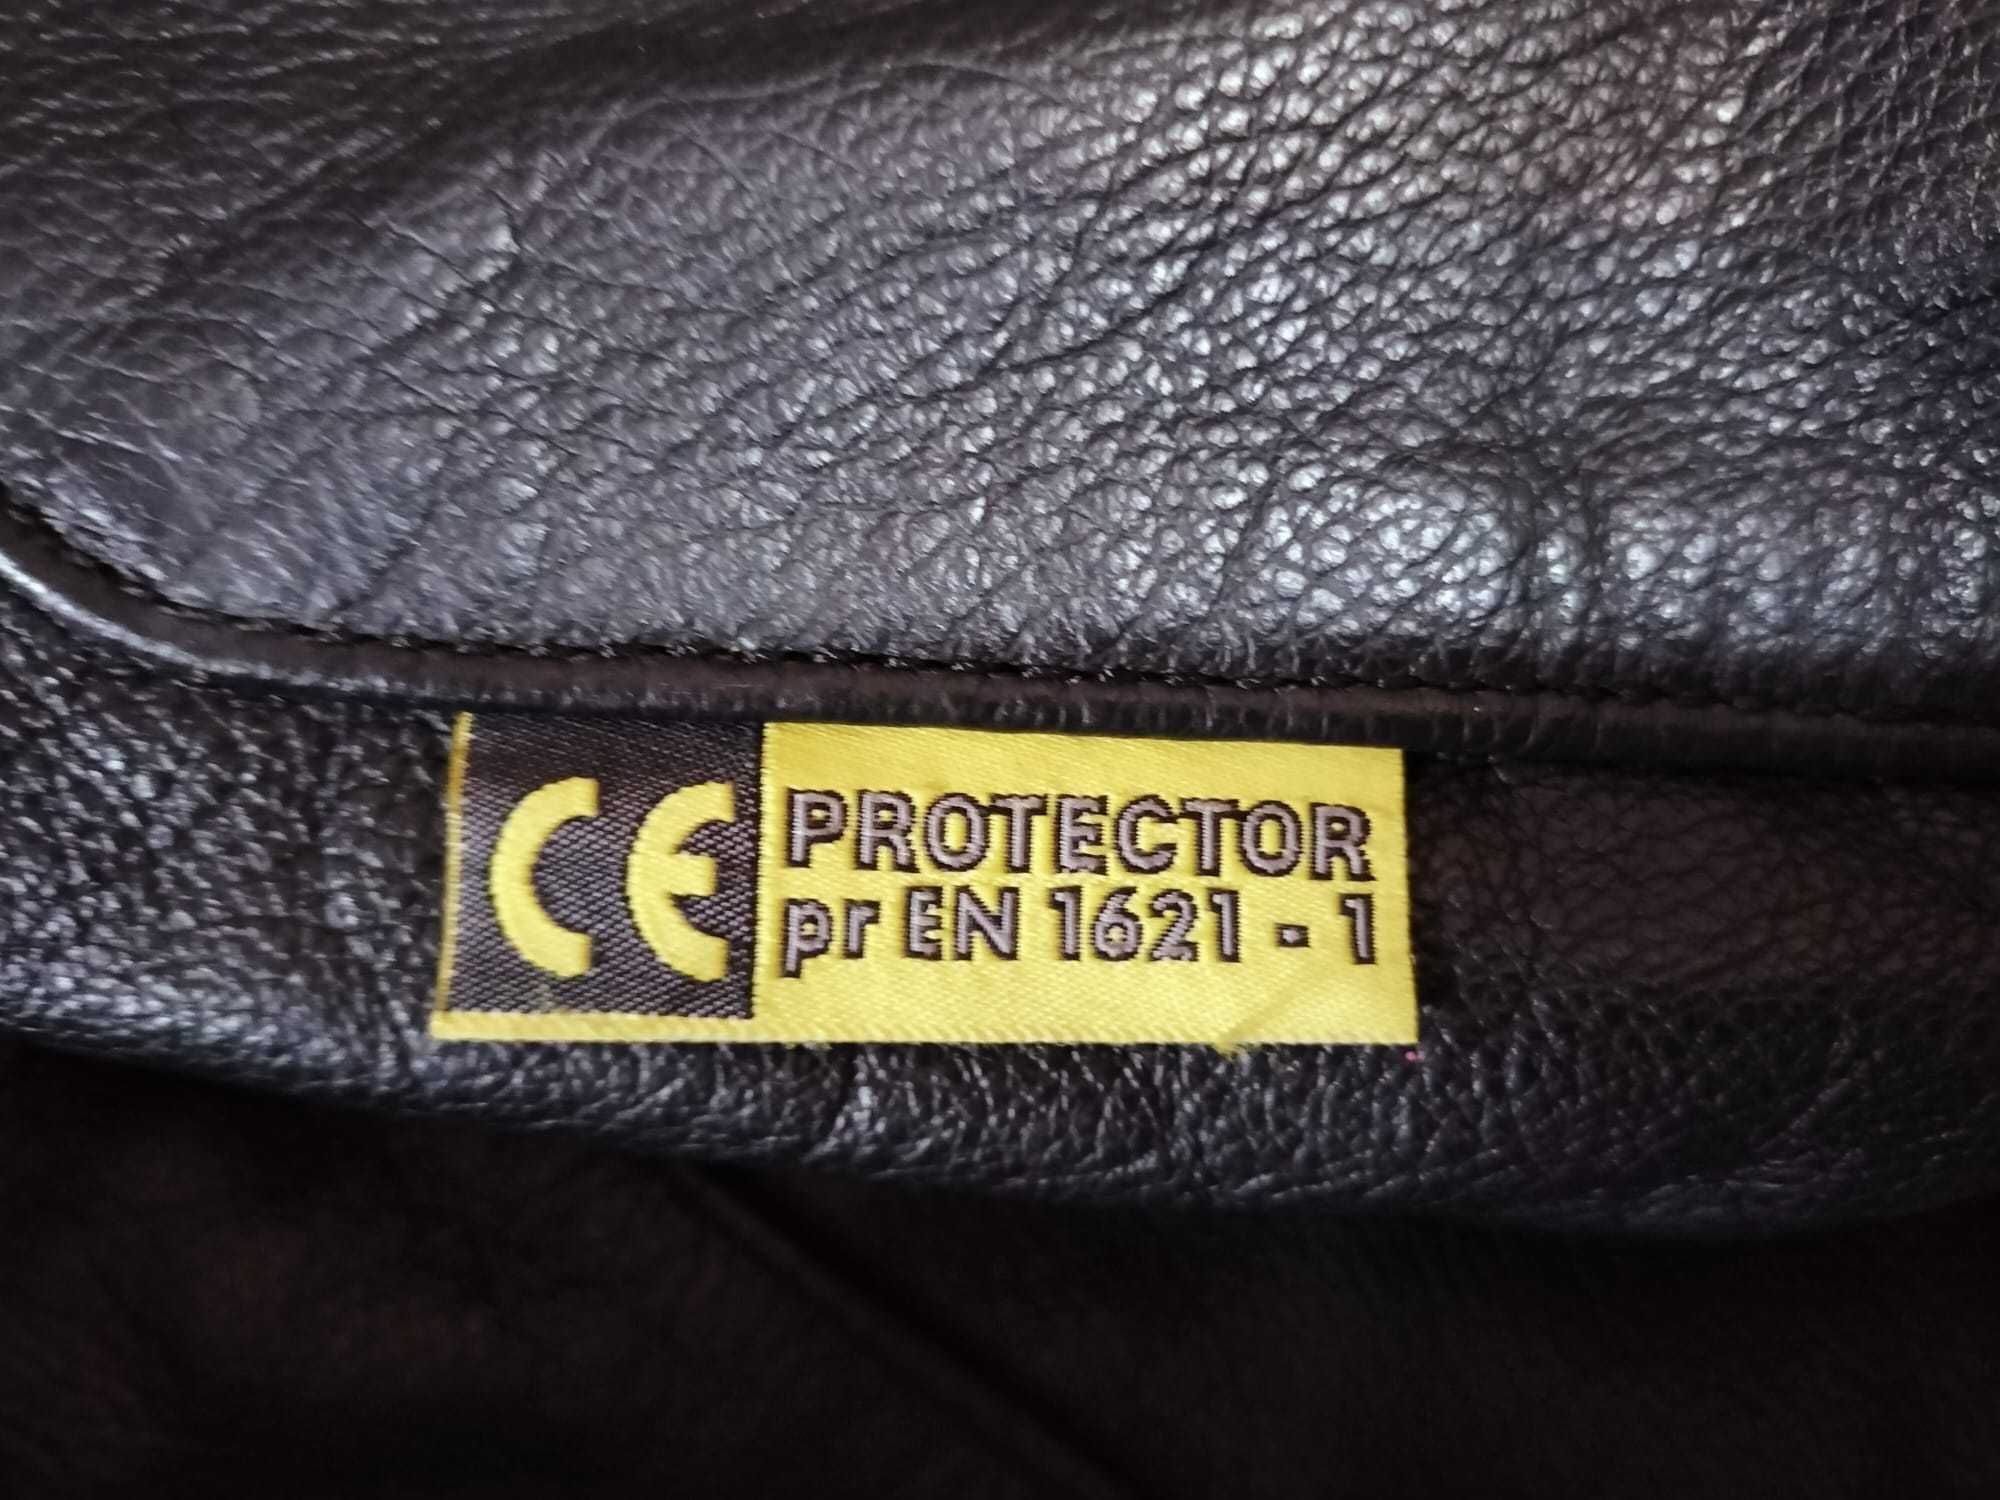 CE PROTECTOR
pr EN 1621 - 1